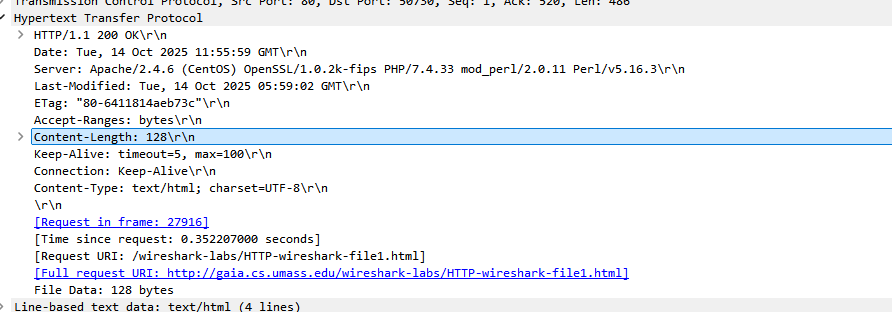 Transmission Control Protocol, Src Port: 80, Dst Port: 50730, Seq: 1, Ack: 520, Len: 486
Hypertext Transfer Protocol
HTTP/1.1 200 OK\r\n
Date: Tue, 14 Oct 2025 11:55:59 GMT\r\n
Server: Apache/2.4.6 (CentOS) OpenSSL/1.0.2k-fips PHP/7.4.33 mod_perl/2.0.11 Perl/v5.16.3\r\n
Last-Modified: Tue, 14 Oct 2025 05:59:02 GMT\r\n
ETag: "80-6411814aeb73c"\r\n
Accept-Ranges: bytes\r\n
Content-Length: 128\r\n
Keep-Alive: timeout=5, max=100\r\n
Connection: Keep-Alive\r\n
Content-Type: text/html; charset=UTF-8\r\n
\r\n
[Request in frame: 27916]
[Time since request: 0.352207000 seconds]
[Request URI: /wireshark-labs/HTTP-wireshark-file1.html]
[Full request URI: http://gaia.cs.umass.edu/wireshark-labs/HTTP-wireshark-file1.html]
File Data: 128 bytes
Line-based text data: text/html (4 lines)